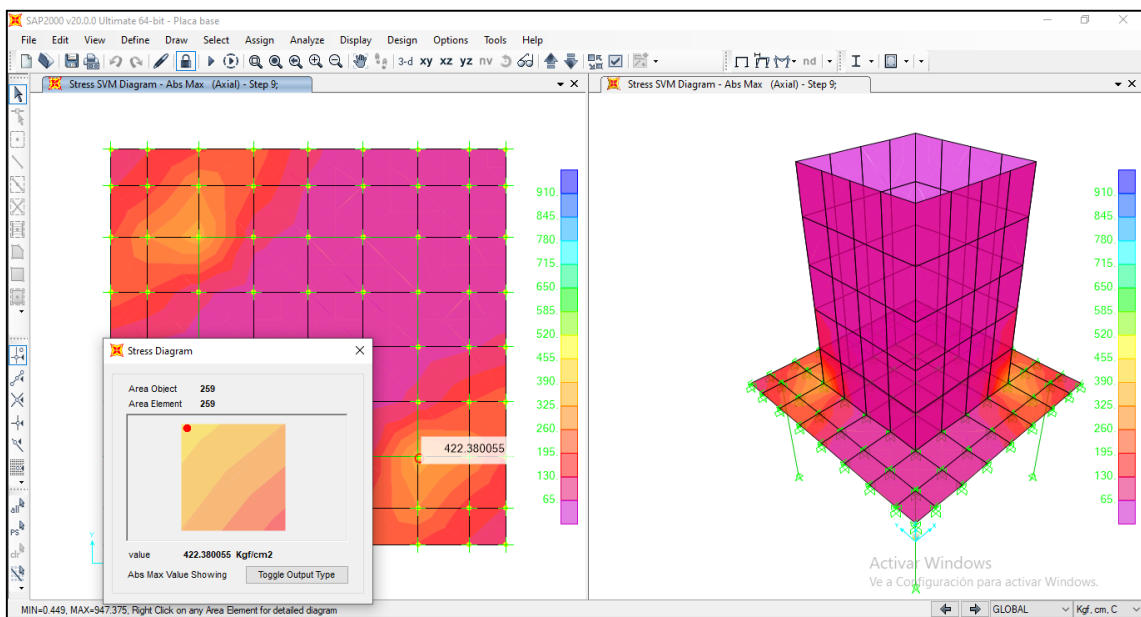 SAP2000 v20.0.0 Ultimate 64-bit - Placa base
File Edit View Define Draw Select Assign Analyze Display Design Options Tools Help
3-d xy xz yz nv nd
Stress SVM Diagram - Abs Max (Axial) - Step 9;
Stress SVM Diagram - Abs Max (Axial) - Step 9;
910.
845.
780.
715.
650.
585.
520.
455.
390.
325.
260.
195.
130.
65.
910.
845.
780.
715.
650.
585.
520.
455.
390.
325.
260.
195.
130.
65.
422.380055
Stress Diagram
Area Object 259
Area Element 259
value 422.380055 Kgf/cm2
Abs Max Value Showing Toggle Output Type
all
PS
clr
Y
Activar Windows
Ve a Configuración para activar Windows.
MIN=0.449, MAX=947.375, Right Click on any Area Element for detailed diagram
GLOBAL Kgf, cm, C